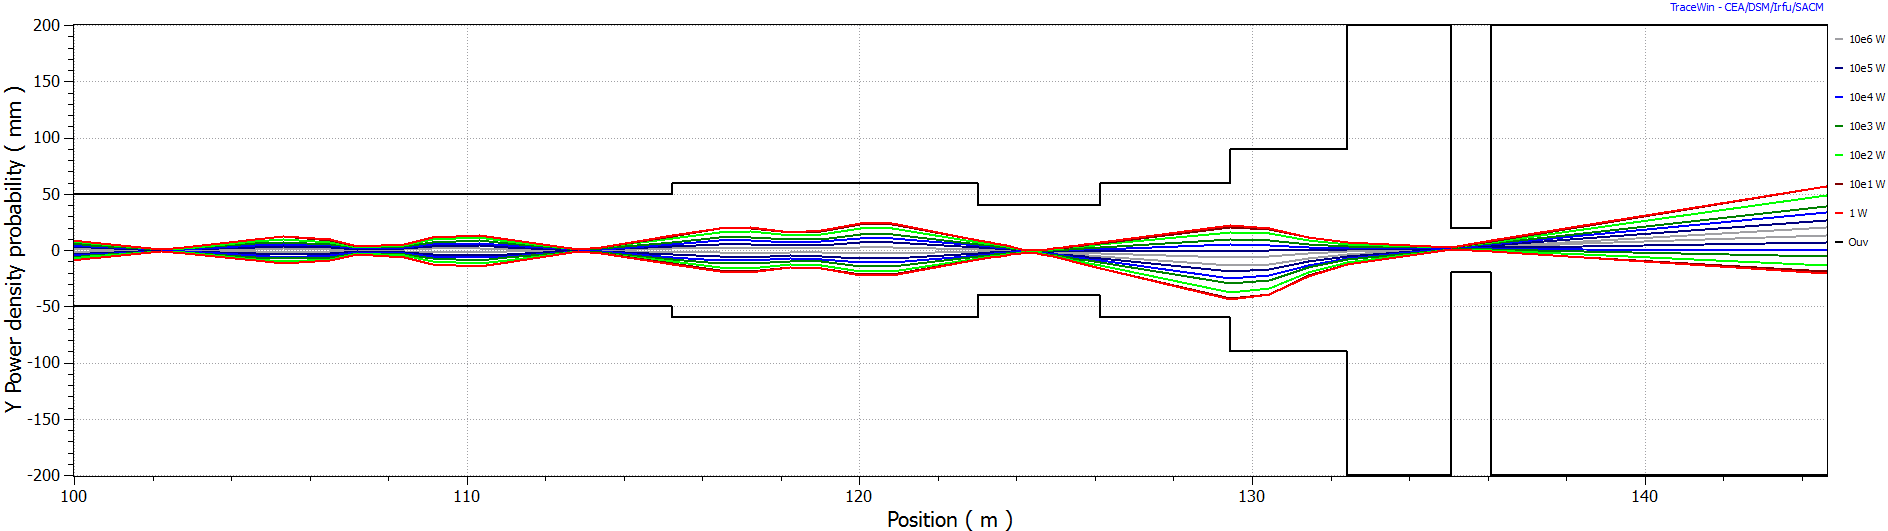 TraceWin - CEA/DSM/Irfu/SACM
Y Power density probability ( mm )
200
150
100
50
0
-50
-100
-150
-200
100
110
120
130
140
Position ( m )
10e6 W
10e5 W
10e4 W
10e3 W
10e2 W
10e1 W
1 W
Ouv